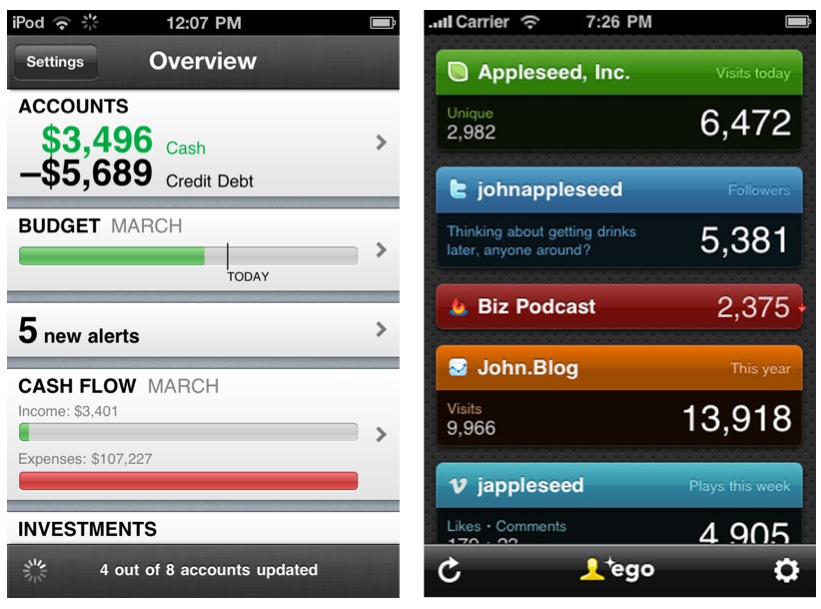 iPod 12:07 PM
Settings Overview
ACCOUNTS
$3,496 Cash
–$5,689 Credit Debt
BUDGET MARCH
TODAY
5 new alerts
CASH FLOW MARCH
Income: $3,401
Expenses: $107,227
INVESTMENTS
4 out of 8 accounts updated
Carrier 7:26 PM
Appleseed, Inc. Visits today
Unique
2,982 6,472
johnappleseed Followers
Thinking about getting drinks
later, anyone around? 5,381
Biz Podcast 2,375
John.Blog This year
Visits
9,966 13,918
jappleseed Plays this week
Likes • Comments
4,905
ego